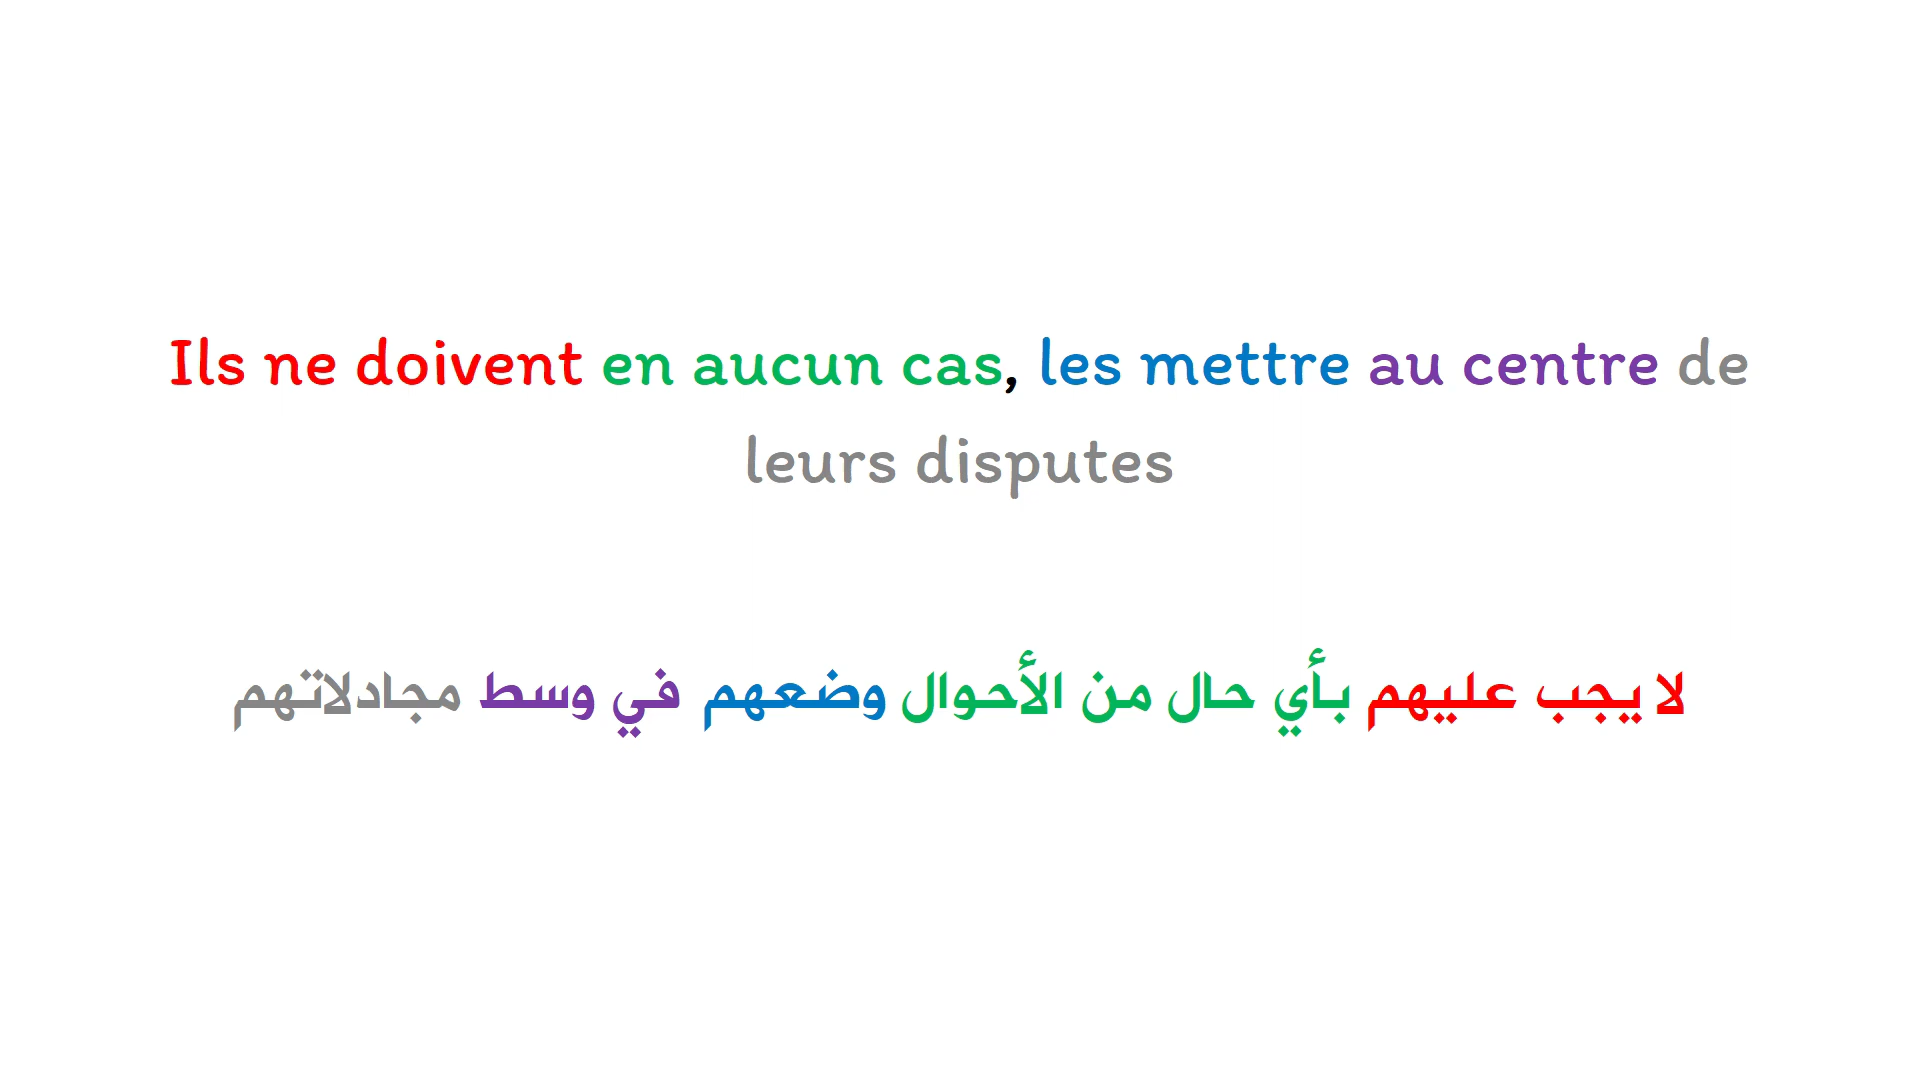 Ils ne doivent en aucun cas, les mettre au centre de
leurs disputes
لا يجب عليهم بأي حال من الأحوال وضعهم في وسط مجادلاتهم